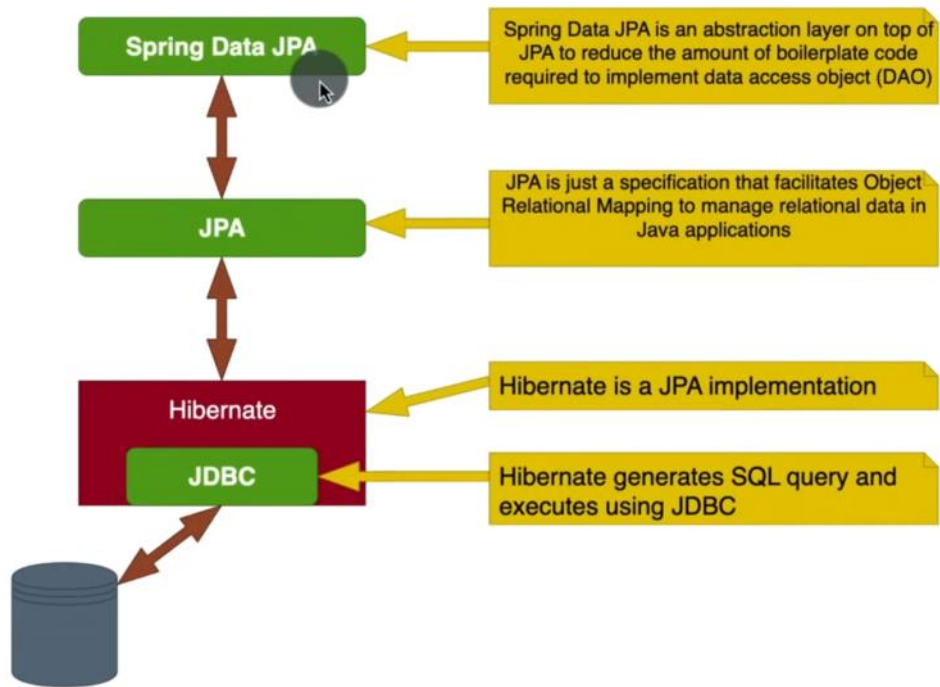 Spring Data JPA
Spring Data JPA is an abstraction layer on top of
JPA to reduce the amount of boilerplate code
required to implement data access object (DAO)
JPA
JPA is just a specification that facilitates Object
Relational Mapping to manage relational data in
Java applications
Hibernate
Hibernate is a JPA implementation
JDBC
Hibernate generates SQL query and
executes using JDBC